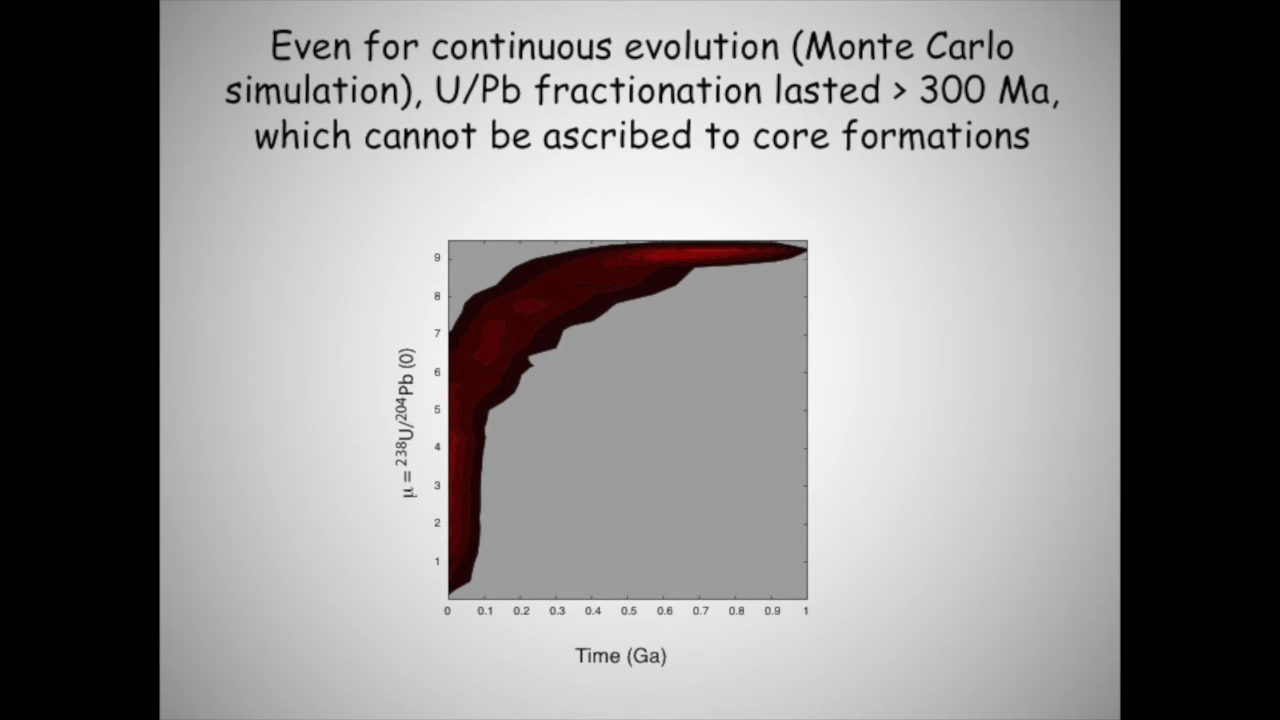 Even for continuous evolution (Monte Carlo
simulation), U/Pb fractionation lasted > 300 Ma,
which cannot be ascribed to core formations
9
8
7
6
5
4
3
2
1
μ = ²³⁸U/²⁰⁴Pb (0)
0 0.1 0.2 0.3 0.4 0.5 0.6 0.7 0.8 0.9 1
Time (Ga)